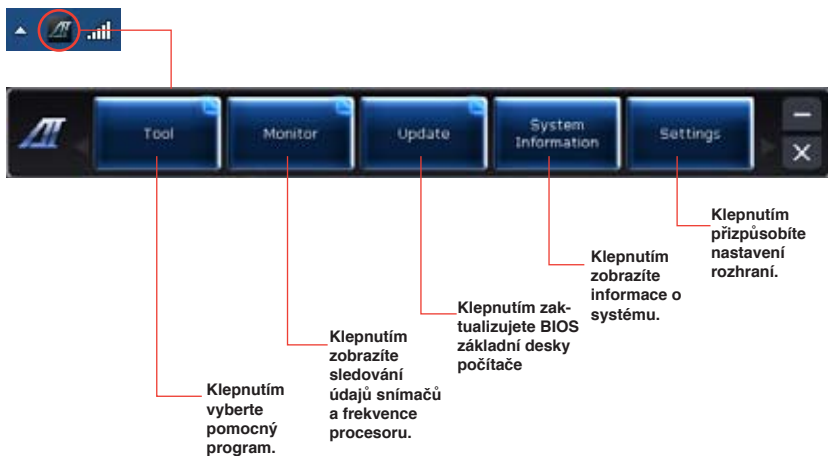 Tool
Monitor
Update
System
Information
Settings
Klepnutím
přizpůsobíte
nastavení
rozhraní.
Klepnutím
zobrazíte
informace o
systému.
Klepnutím zak-
tualizujete BIOS
základní desky
počítače
Klepnutím
zobrazíte
sledování
údajů snímačů
a frekvence
procesoru.
Klepnutím
vyberte
pomocný
program.